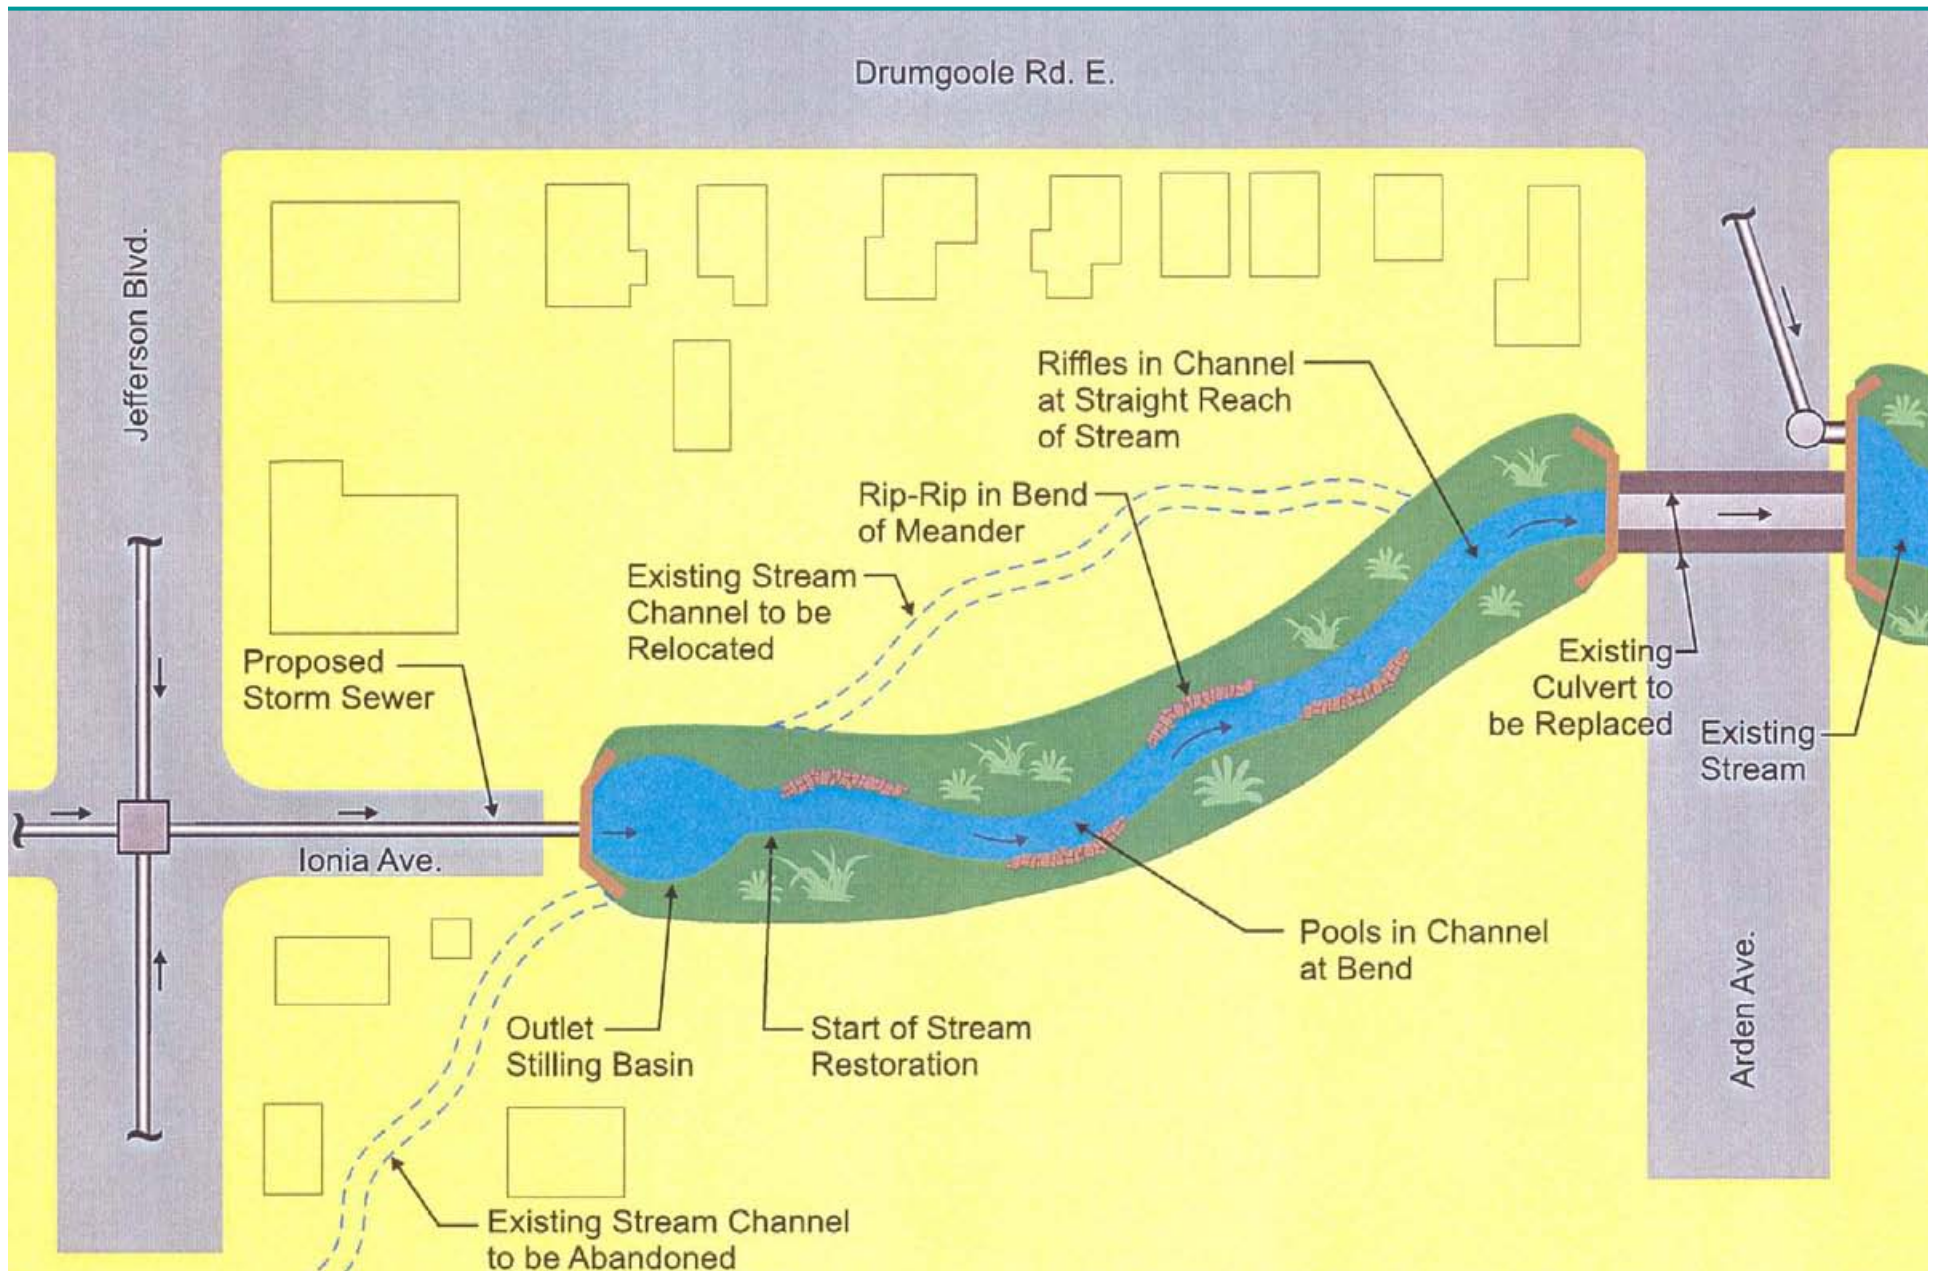 Drumgoole Rd. E.
Jefferson Blvd.
Riffles in Channel
at Straight Reach
of Stream
Rip-Rip in Bend
of Meander
Existing Stream
Channel to be
Relocated
Proposed
Storm Sewer
Existing
Culvert to
be Replaced
Existing
Stream
Ionia Ave.
Pools in Channel
at Bend
Outlet
Stilling Basin
Start of Stream
Restoration
Arden Ave.
Existing Stream Channel
to be Abandoned